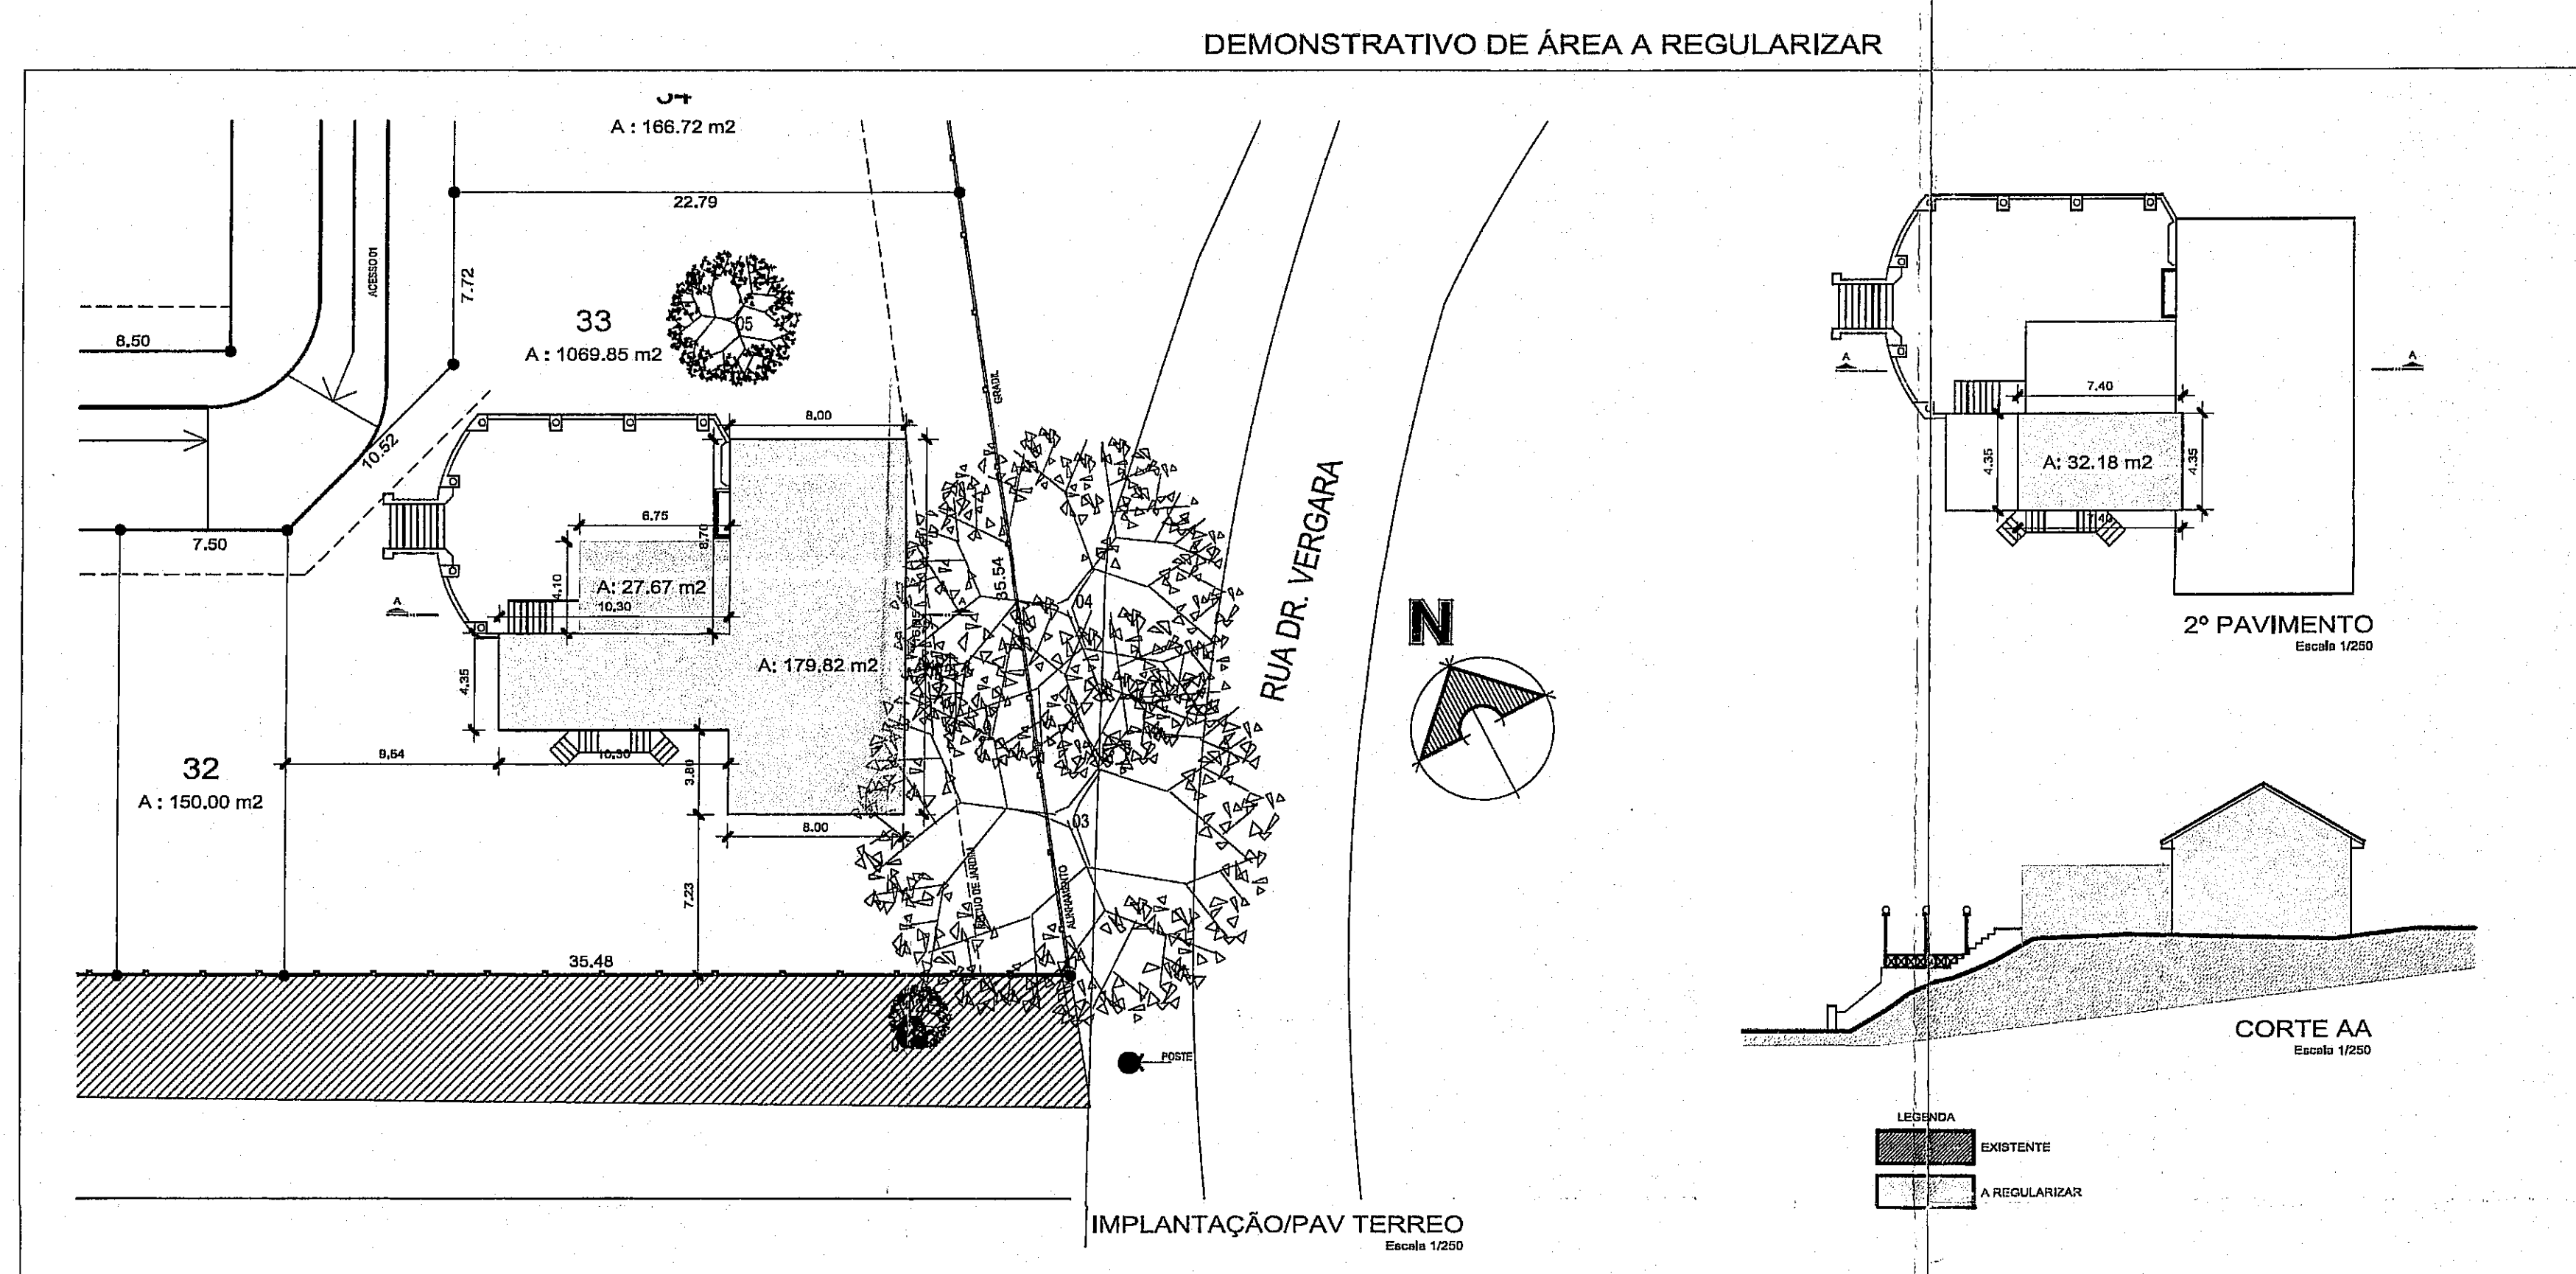 DEMONSTRATIVO DE ÁREA A REGULARIZAR
A : 166.72 m2
22.79
ACESSO 01
7.72
8.50
33
A : 1069.85 m2
05
GRADIL
10.52
8.00
7.50
6.75
8.70
4.10
A: 27.67 m2
10.30
A
A
35.54
04
RUA DR. VERGARA
N
A: 179.82 m2
4.35
32
A : 150.00 m2
10.30
3.80
8.00
03
7.23
RECUO DE JARDIM
ALINHAMENTO
35.48
POSTE
IMPLANTAÇÃO/PAV TERREO
Escala 1/250
A
A
7.40
4.35
A: 32.18 m2
4.35
7.40
2º PAVIMENTO
Escala 1/250
CORTE AA
Escala 1/250
LEGENDA
EXISTENTE
A REGULARIZAR